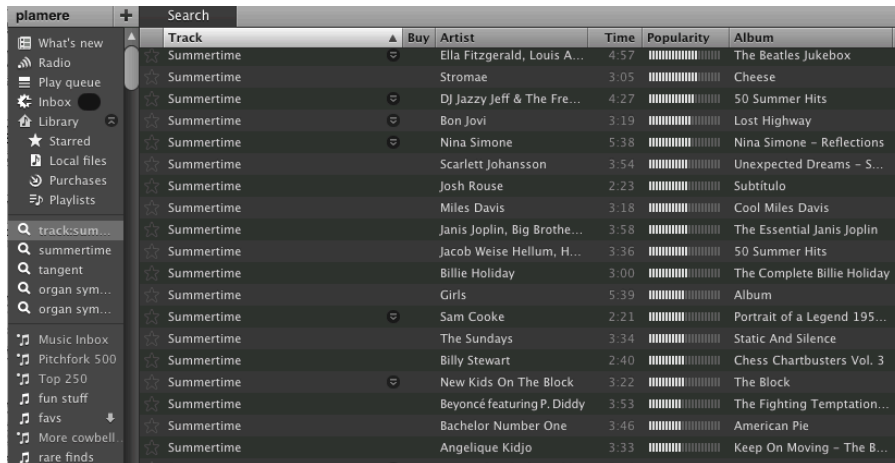 plamere + Search
Track Buy Artist Time Popularity Album
What's new
Radio
Play queue
Inbox
Library
Starred
Local files
Purchases
Playlists
track:sum...
summertime
tangent
organ sym...
organ sym...
Music Inbox
Pitchfork 500
Top 250
fun stuff
favs
More cowbell..
rare finds
Summertime Ella Fitzgerald, Louis A... 4:57 The Beatles Jukebox
Summertime Stromae 3:05 Cheese
Summertime DJ Jazzy Jeff & The Fre... 4:27 50 Summer Hits
Summertime Bon Jovi 3:19 Lost Highway
Summertime Nina Simone 5:38 Nina Simone – Reflections
Summertime Scarlett Johansson 3:54 Unexpected Dreams – S...
Summertime Josh Rouse 2:23 Subtítulo
Summertime Miles Davis 3:18 Cool Miles Davis
Summertime Janis Joplin, Big Brothe... 3:58 The Essential Janis Joplin
Summertime Jacob Weise Hellum, H... 3:36 50 Summer Hits
Summertime Billie Holiday 3:00 The Complete Billie Holiday
Summertime Girls 5:39 Album
Summertime Sam Cooke 2:21 Portrait of a Legend 195...
Summertime The Sundays 3:34 Static And Silence
Summertime Billy Stewart 2:40 Chess Chartbusters Vol. 3
Summertime New Kids On The Block 3:22 The Block
Summertime Beyoncé featuring P. Diddy 3:53 The Fighting Temptation...
Summertime Bachelor Number One 3:46 American Pie
Summertime Angelique Kidjo 3:33 Keep On Moving – The B...